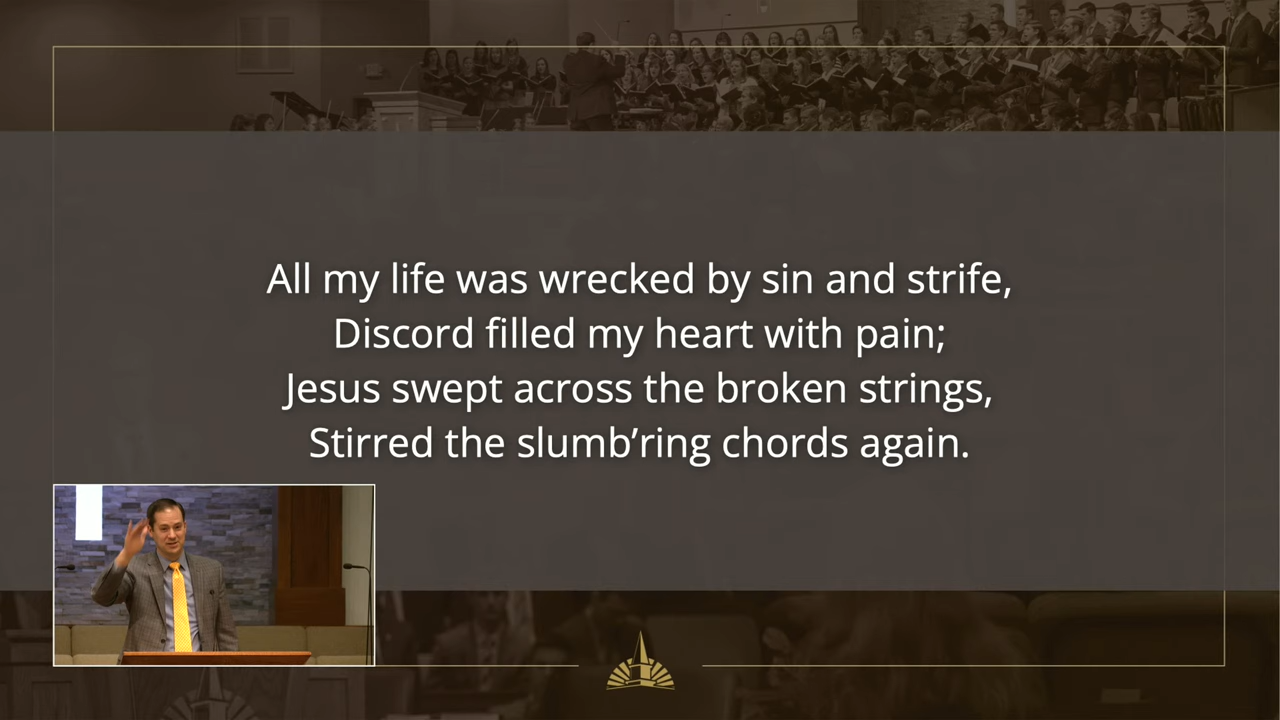 All my life was wrecked by sin and strife,
Discord filled my heart with pain;
Jesus swept across the broken strings,
Stirred the slumb’ring chords again.